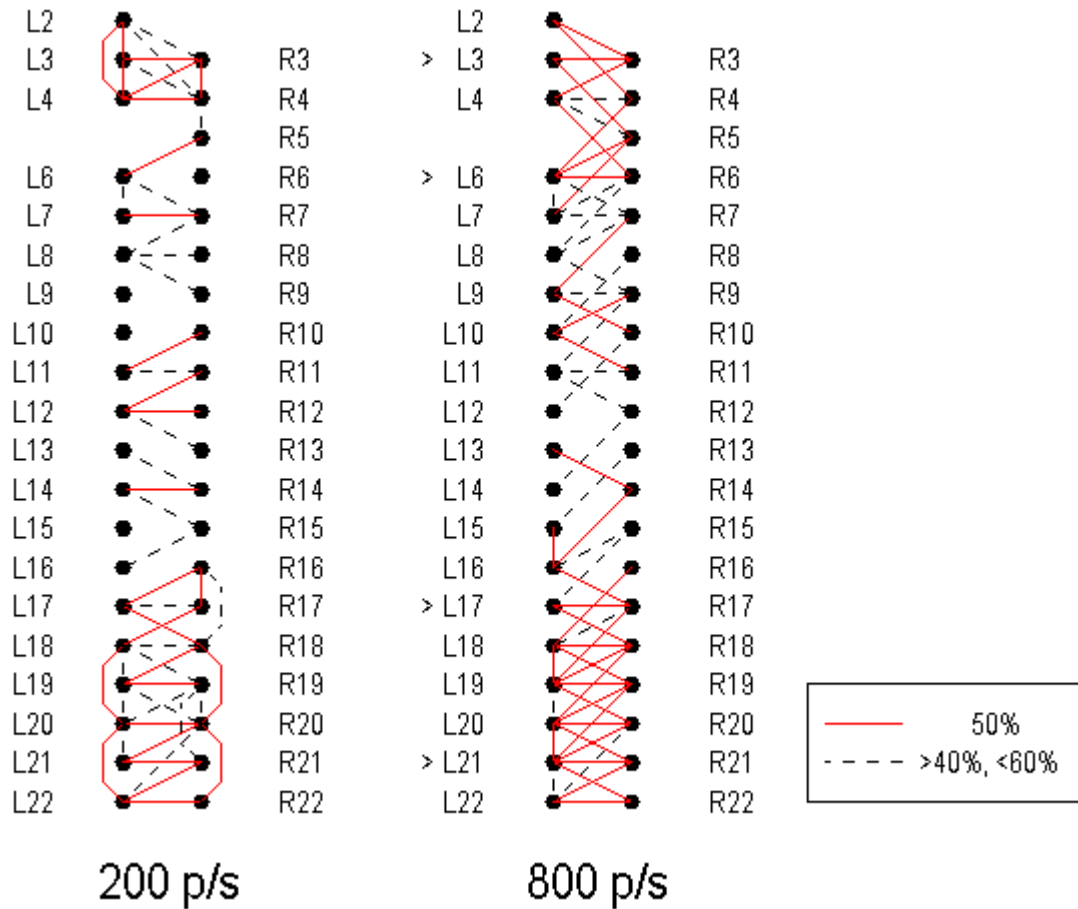 L2 L2
L3 R3 > L3 R3
L4 R4 L4 R4
R5 R5
L6 R6 > L6 R6
L7 R7 L7 R7
L8 R8 L8 R8
L9 R9 L9 R9
L10 R10 L10 R10
L11 R11 L11 R11
L12 R12 L12 R12
L13 R13 L13 R13
L14 R14 L14 R14
L15 R15 L15 R15
L16 R16 L16 R16
L17 R17 > L17 R17
L18 R18 L18 R18
L19 R19 L19 R19
L20 R20 L20 R20
L21 R21 > L21 R21
L22 R22 L22 R22
50%
>40%, <60%
200 p/s 800 p/s